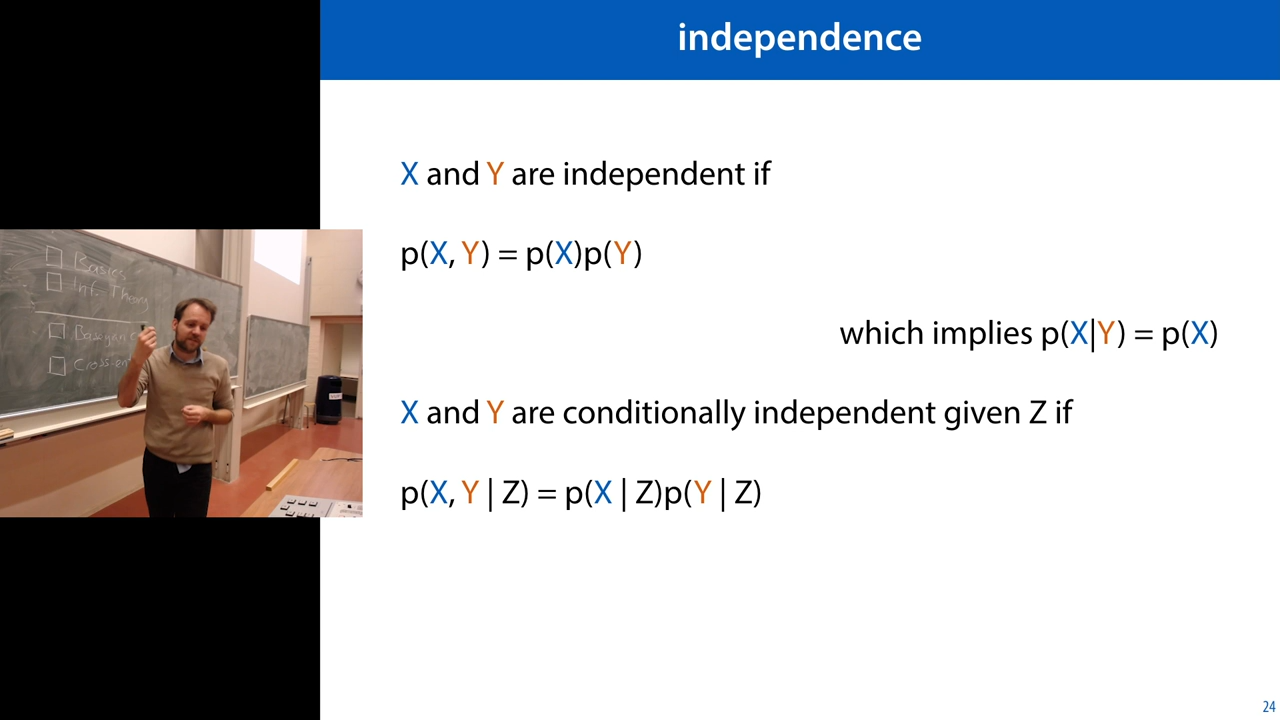 independence
X and Y are independent if
p(X, Y) = p(X)p(Y)
which implies p(X|Y) = p(X)
X and Y are conditionally independent given Z if
p(X, Y | Z) = p(X | Z)p(Y | Z)
24
Basics
Inf. Theory